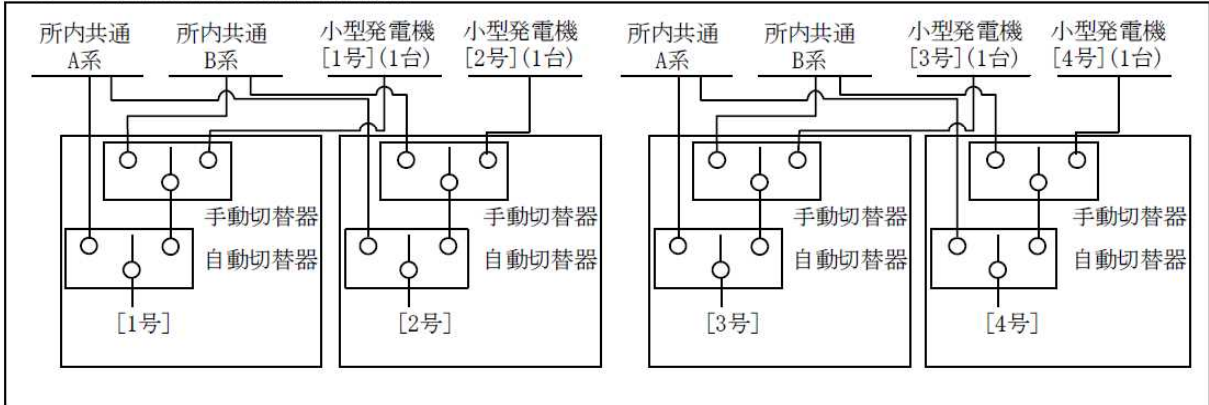 所内共通
A系
所内共通
B系
小型発電機
[1号](1台)
小型発電機
[2号](1台)
所内共通
A系
所内共通
B系
小型発電機
[3号](1台)
小型発電機
[4号](1台)
手動切替器
自動切替器
[1号]
手動切替器
自動切替器
[2号]
手動切替器
自動切替器
[3号]
手動切替器
自動切替器
[4号]